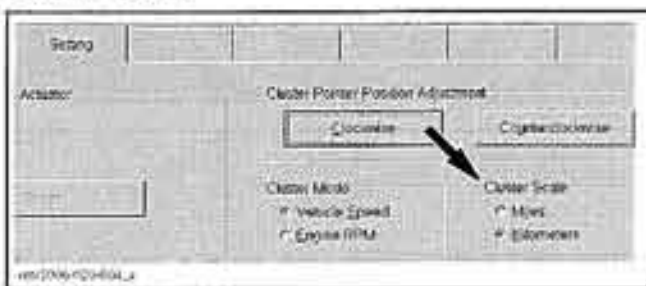 Setting
Actuator
Cluster Pointer Position Adjustment
Clockwise
Counterclockwise
Cluster Mode
Cluster Scale
Vehicle Speed
Miles
Engine RPM
Kilometers